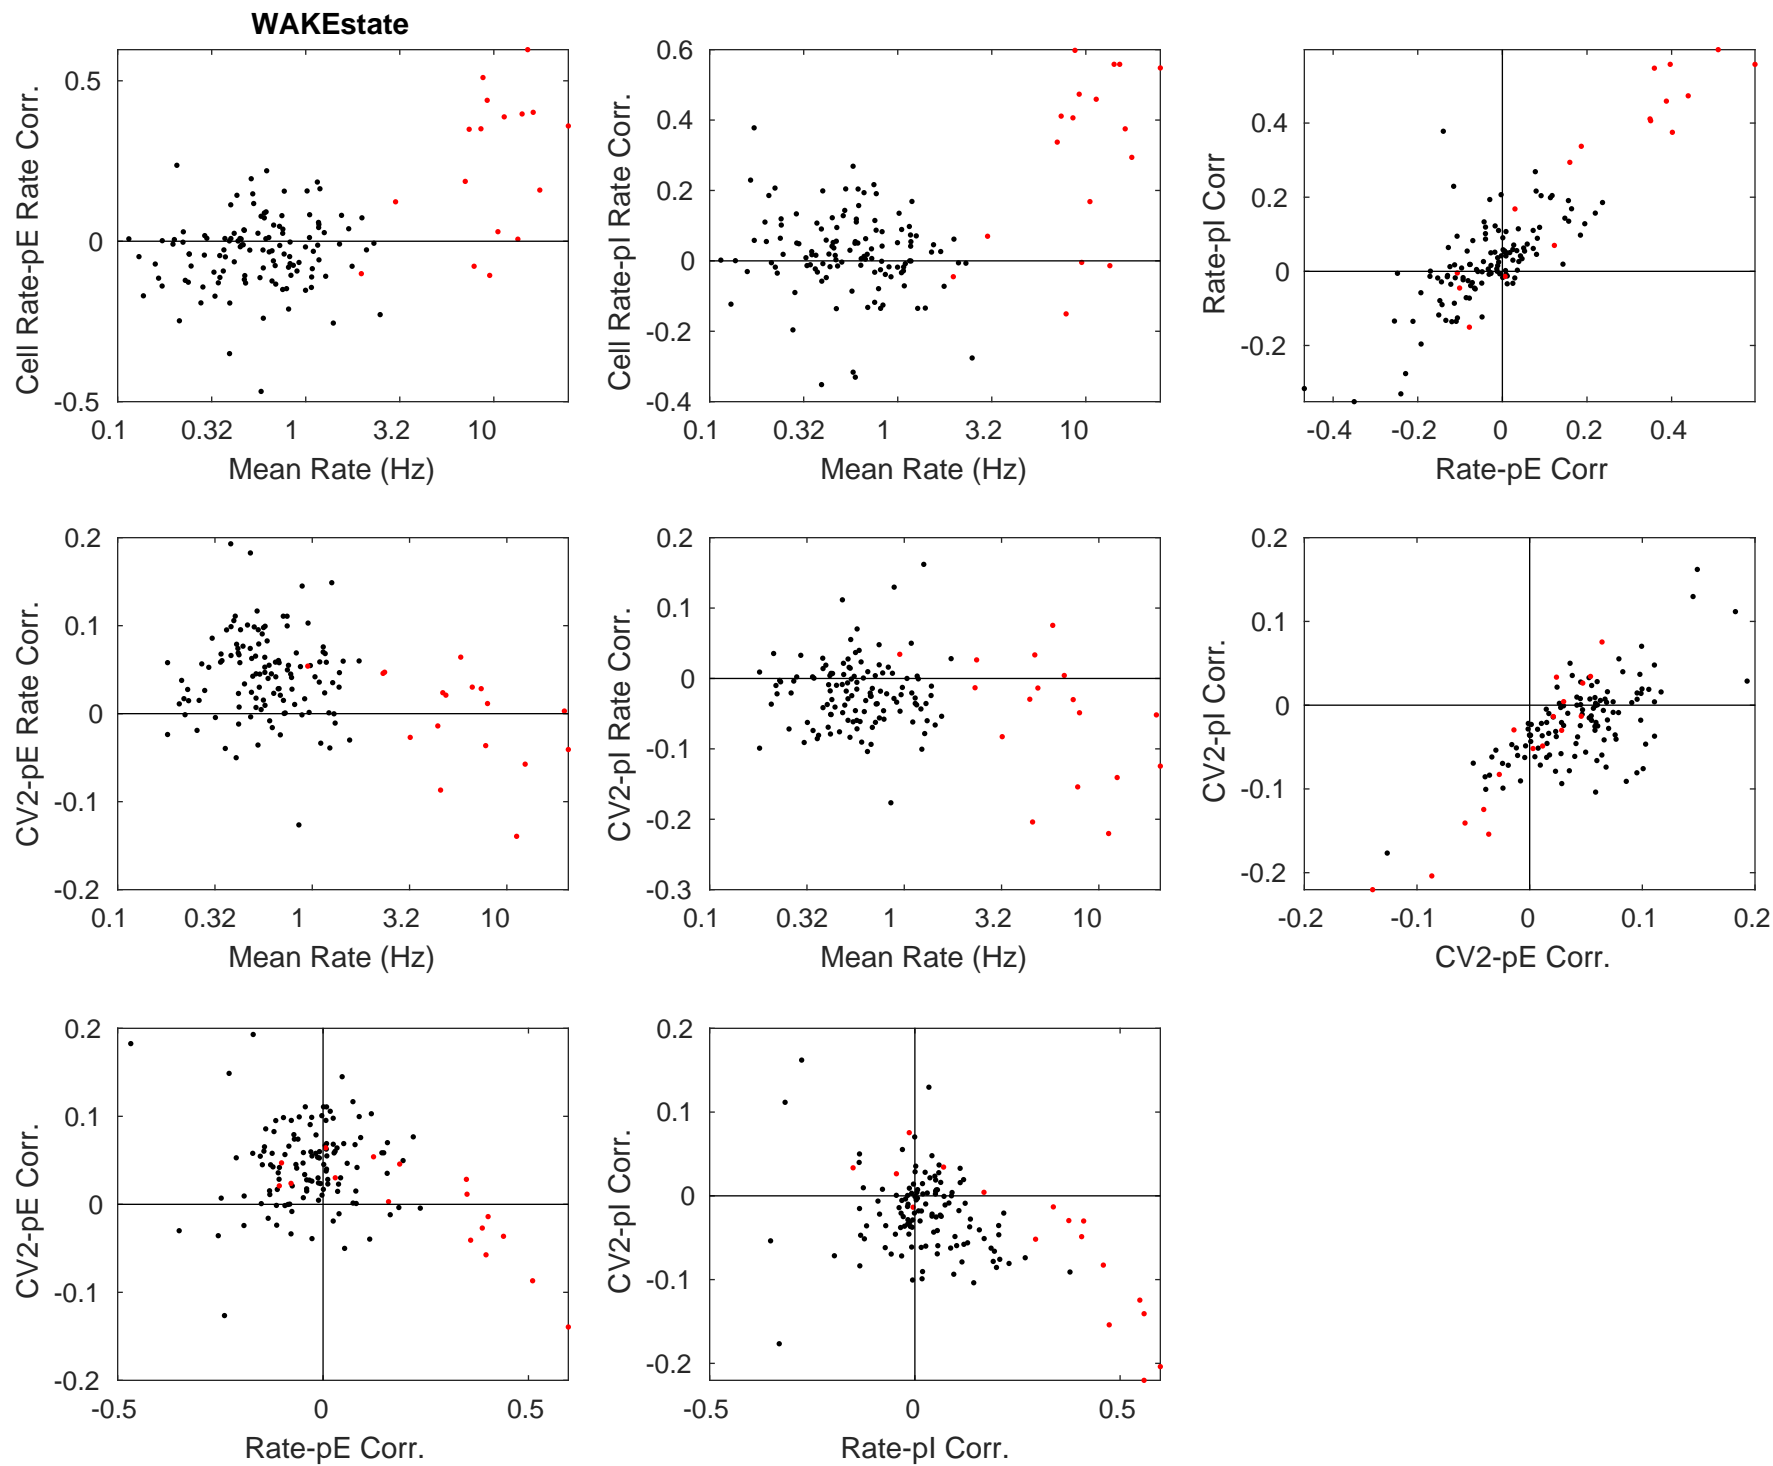 WAKEstate
0.5
0
-0.5
0.1 0.32 1 3.2 10
Cell Rate-pE Rate Corr.
Mean Rate (Hz)
0.6
0.4
0.2
0
-0.2
-0.4
0.1 0.32 1 3.2 10
Cell Rate-pI Rate Corr.
Mean Rate (Hz)
0.4
0.2
0
-0.2
-0.4 -0.2 0 0.2 0.4
Rate-pI Corr
Rate-pE Corr
0.2
0.1
0
-0.1
-0.2
0.1 0.32 1 3.2 10
CV2-pE Rate Corr.
Mean Rate (Hz)
0.2
0.1
0
-0.1
-0.2
-0.3
0.1 0.32 1 3.2 10
CV2-pI Rate Corr.
Mean Rate (Hz)
0.2
0.1
0
-0.1
-0.2
-0.2 -0.1 0 0.1 0.2
CV2-pI Corr.
CV2-pE Corr.
0.2
0.1
0
-0.1
-0.2
-0.5 0 0.5
CV2-pE Corr.
Rate-pE Corr.
0.2
0.1
0
-0.1
-0.2
-0.5 0 0.5
CV2-pI Corr.
Rate-pI Corr.